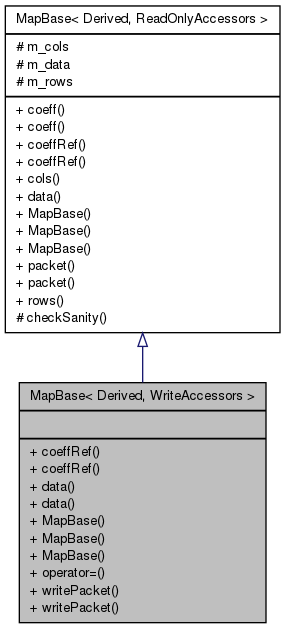 MapBase< Derived, ReadOnlyAccessors >
# m_cols
# m_data
# m_rows
+ coeff()
+ coeff()
+ coeffRef()
+ coeffRef()
+ cols()
+ data()
+ MapBase()
+ MapBase()
+ MapBase()
+ packet()
+ packet()
+ rows()
# checkSanity()
MapBase< Derived, WriteAccessors >
+ coeffRef()
+ coeffRef()
+ data()
+ data()
+ MapBase()
+ MapBase()
+ MapBase()
+ operator=()
+ writePacket()
+ writePacket()